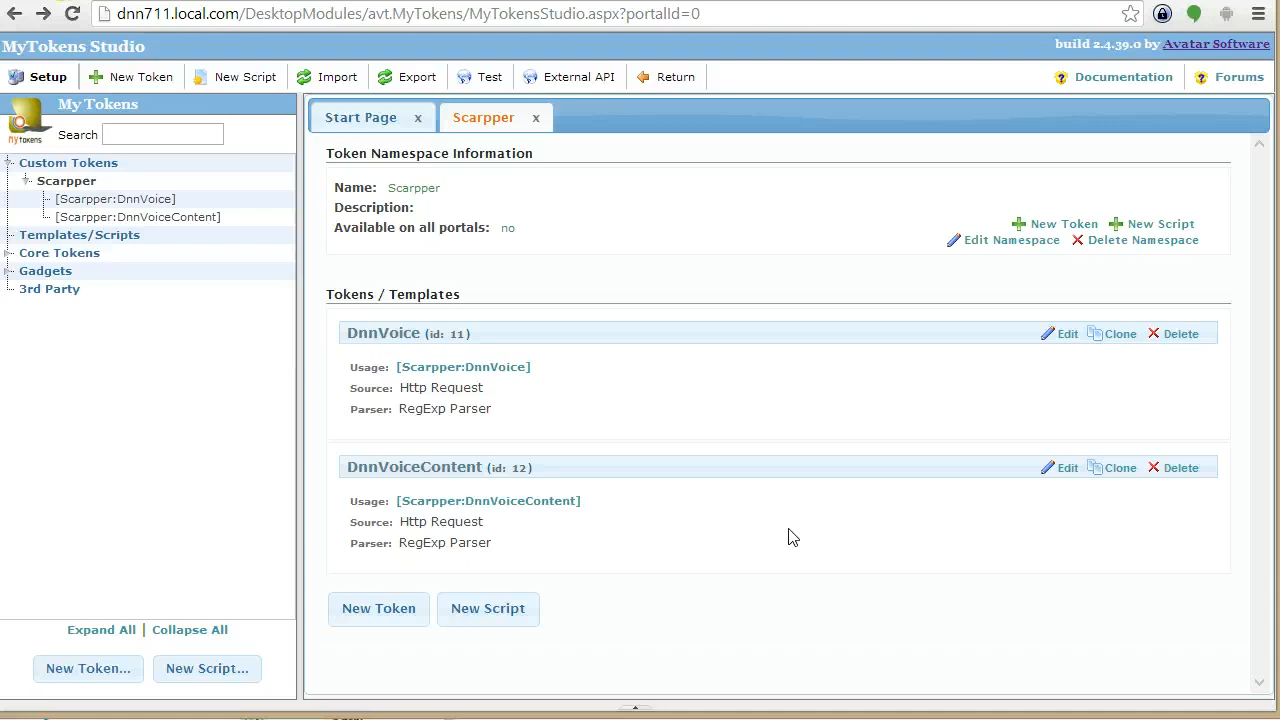 dnn711.local.com/DesktopModules/avt.MyTokens/MyTokensStudio.aspx?portalId=0
MyTokens Studio
build 2.4.39.0 by Avatar Software
Setup New Token New Script Import Export Test External API Return Documentation Forums
My Tokens
Search
my tokens
Custom Tokens
Scarpper
[Scarpper:DnnVoice]
[Scarpper:DnnVoiceContent]
Templates/Scripts
Core Tokens
Gadgets
3rd Party
Expand All | Collapse All
New Token... New Script...
Start Page x Scarpper x
Token Namespace Information
Name: Scarpper
Description:
Available on all portals: no
New Token New Script
Edit Namespace Delete Namespace
Tokens / Templates
DnnVoice (id: 11) Edit Clone Delete
Usage: [Scarpper:DnnVoice]
Source: Http Request
Parser: RegExp Parser
DnnVoiceContent (id: 12) Edit Clone Delete
Usage: [Scarpper:DnnVoiceContent]
Source: Http Request
Parser: RegExp Parser
New Token New Script